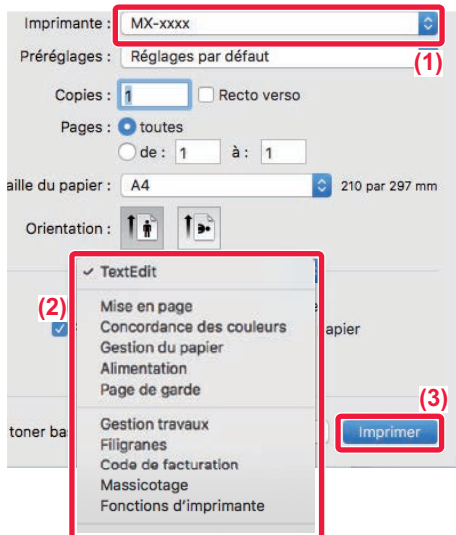 Imprimante : MX-xxxx
(1)
Préréglages : Réglages par défaut
Copies : 1 Recto verso
Pages : toutes
de : 1 à : 1
aille du papier : A4 210 par 297 mm
Orientation :
✓ TextEdit
(2)
Mise en page
Concordance des couleurs apier
Gestion du papier
Alimentation
Page de garde
(3)
toner ba Imprimer
Gestion travaux
Filigranes
Code de facturation
Massicotage
Fonctions d'imprimante